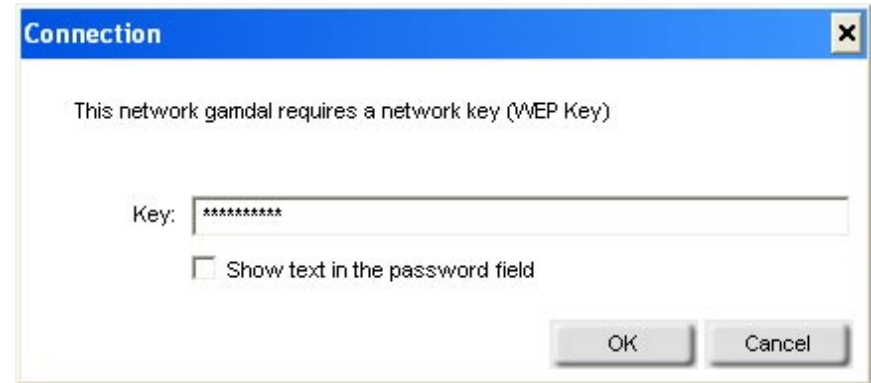 Connection
This network gamdal requires a network key (WEP Key)
Key: **********
Show text in the password field
OK Cancel